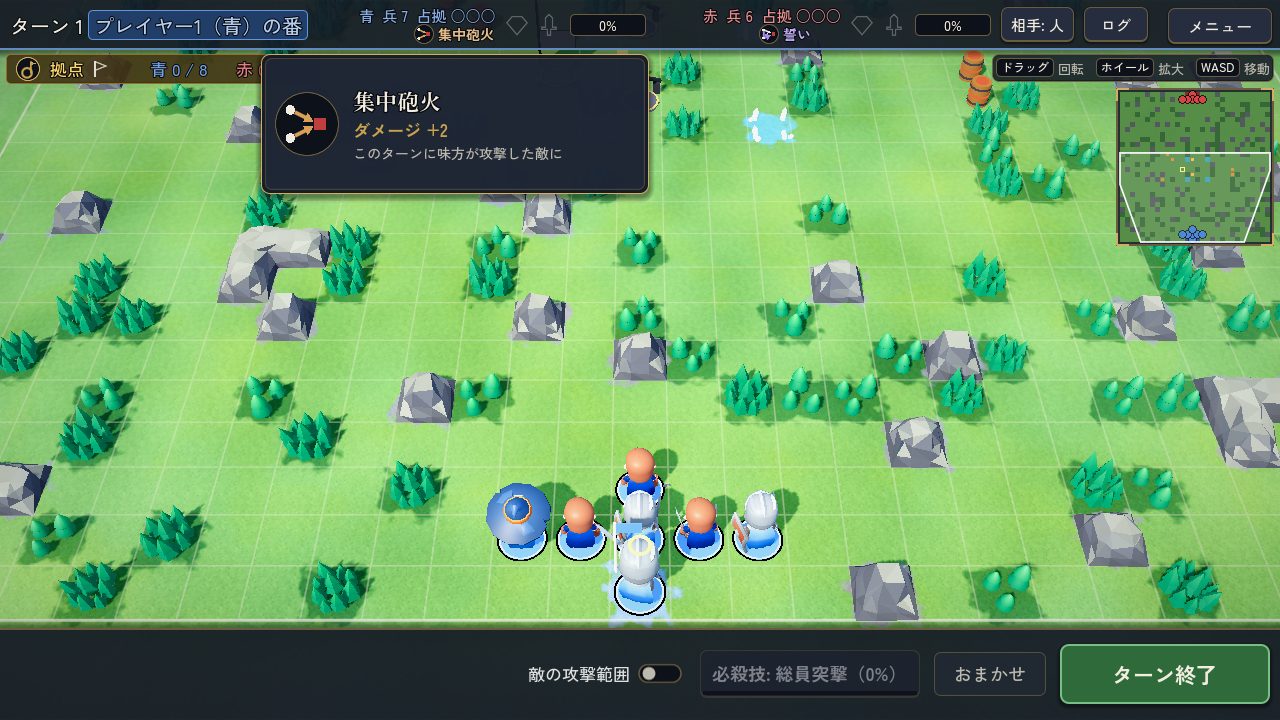 ターン 1 プレイヤー1（青）の番
青 兵 7 占拠 〇〇〇
集中砲火
0%
赤 兵 6 占拠 〇〇〇
誓い
0%
相手: 人
ログ
メニュー
拠点
青 0 / 8
赤
ドラッグ 回転 ホイール 拡大 WASD 移動
集中砲火
ダメージ +2
このターンに味方が攻撃した敵に
敵の攻撃範囲
必殺技: 総員突撃（0%）
おまかせ
ターン終了